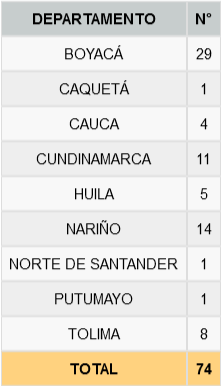 DEPARTAMENTO N°
BOYACÁ 29
CAQUETÁ 1
CAUCA 4
CUNDINAMARCA 11
HUILA 5
NARIÑO 14
NORTE DE SANTANDER 1
PUTUMAYO 1
TOLIMA 8
TOTAL 74